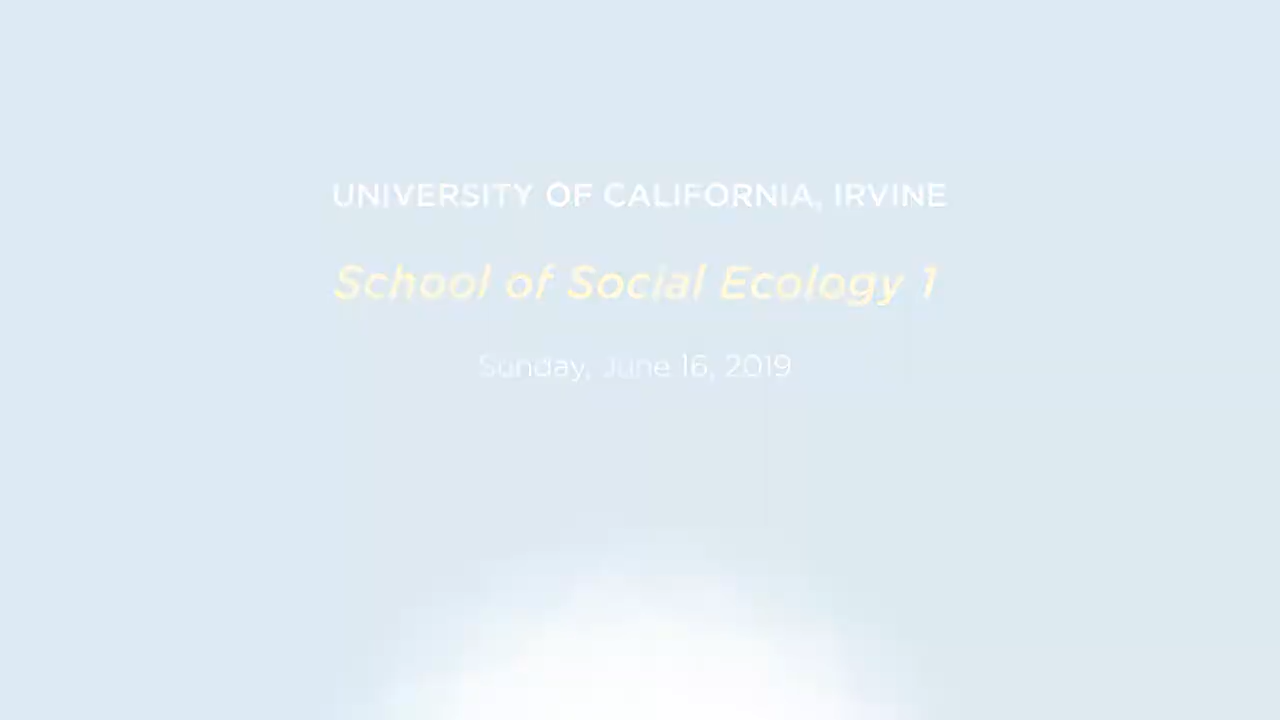 UNIVERSITY OF CALIFORNIA, IRVINE
School of Social Ecology 1
Sunday, June 16, 2019